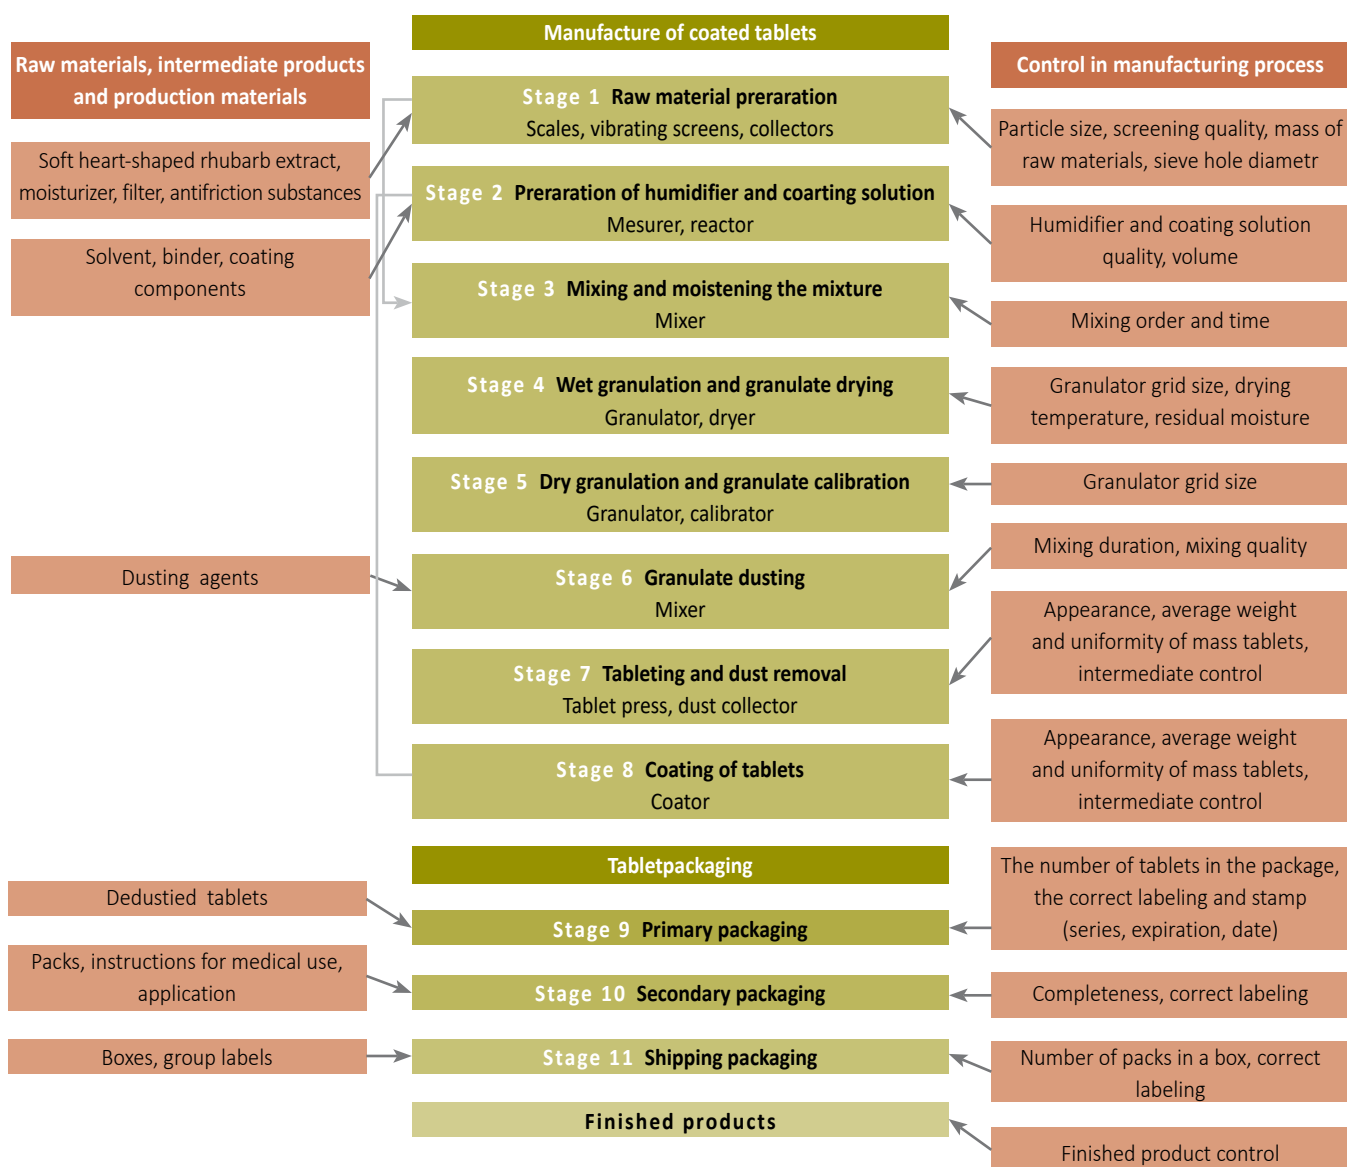 Manufacture of coated tablets
Raw materials, intermediate products
and production materials
Control in manufacturing process
Stage 1 Raw material preraration
Scales, vibrating screens, collectors
Soft heart-shaped rhubarb extract,
moisturizer, filter, antifriction substances
Particle size, screening quality, mass of
raw materials, sieve hole diametr
Stage 2 Preraration of humidifier and coarting solution
Mesurer, reactor
Solvent, binder, coating
components
Humidifier and coating solution
quality, volume
Stage 3 Mixing and moistening the mixture
Mixer
Mixing order and time
Stage 4 Wet granulation and granulate drying
Granulator, dryer
Granulator grid size, drying
temperature, residual moisture
Stage 5 Dry granulation and granulate calibration
Granulator, calibrator
Granulator grid size
Dusting agents
Stage 6 Granulate dusting
Mixer
Mixing duration, мixing quality
Stage 7 Tableting and dust removal
Tablet press, dust collector
Appearance, average weight
and uniformity of mass tablets,
intermediate control
Stage 8 Coating of tablets
Coator
Appearance, average weight
and uniformity of mass tablets,
intermediate control
Tabletpackaging
Dedustied tablets
Stage 9 Primary packaging
The number of tablets in the package,
the correct labeling and stamp
(series, expiration, date)
Packs, instructions for medical use,
application
Stage 10 Secondary packaging
Completeness, correct labeling
Boxes, group labels
Stage 11 Shipping packaging
Number of packs in a box, correct
labeling
Finished products
Finished product control